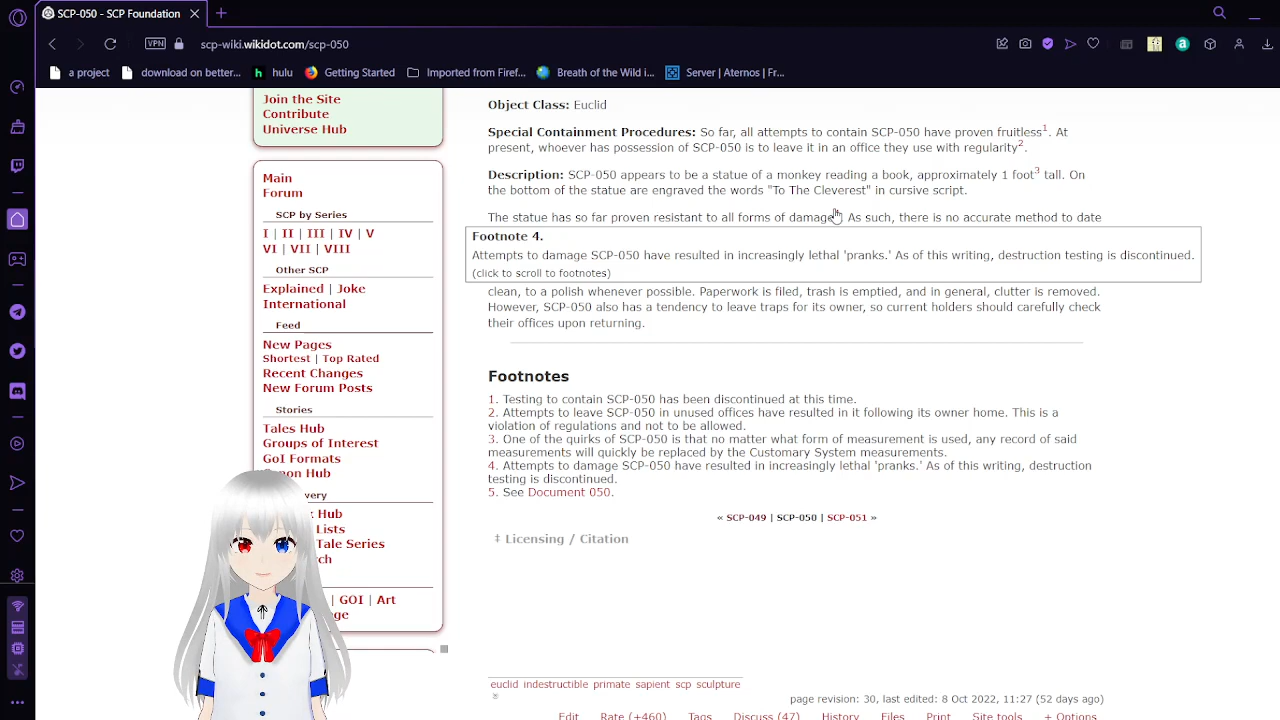 SCP-050 - SCP Foundation
VPN
scp-wiki.wikidot.com/scp-050
a project
download on better...
hulu
Getting Started
Imported from Firef...
Breath of the Wild i...
Server | Aternos | Fr...
Join the Site
Contribute
Universe Hub
Main
Forum
SCP by Series
I | II | III | IV | V
VI | VII | VIII
Other SCP
Explained | Joke
International
Feed
New Pages
Shortest | Top Rated
Recent Changes
New Forum Posts
Stories
Tales Hub
Groups of Interest
GoI Formats
Hub
Hub
Lists
Tale Series
| GOI | Art
Object Class: Euclid
Special Containment Procedures: So far, all attempts to contain SCP-050 have proven fruitless1. At
present, whoever has possession of SCP-050 is to leave it in an office they use with regularity2.
Description: SCP-050 appears to be a statue of a monkey reading a book, approximately 1 foot3 tall. On
the bottom of the statue are engraved the words "To The Cleverest" in cursive script.
The statue has so far proven resistant to all forms of damage. As such, there is no accurate method to date
Footnote 4.
Attempts to damage SCP-050 have resulted in increasingly lethal 'pranks.' As of this writing, destruction testing is discontinued.
(click to scroll to footnotes)
clean, to a polish whenever possible. Paperwork is filed, trash is emptied, and in general, clutter is removed.
However, SCP-050 also has a tendency to leave traps for its owner, so current holders should carefully check
their offices upon returning.
Footnotes
1. Testing to contain SCP-050 has been discontinued at this time.
2. Attempts to leave SCP-050 in unused offices have resulted in it following its owner home. This is a
violation of regulations and not to be allowed.
3. One of the quirks of SCP-050 is that no matter what form of measurement is used, any record of said
measurements will quickly be replaced by the Customary System measurements.
4. Attempts to damage SCP-050 have resulted in increasingly lethal 'pranks.' As of this writing, destruction
testing is discontinued.
5. See Document 050.
« SCP-049 | SCP-050 | SCP-051 »
‡ Licensing / Citation
euclid indestructible primate sapient scp sculpture
page revision: 30, last edited: 8 Oct 2022, 11:27 (52 days ago)
Edit Rate (+460) Tags Discuss (47) History Files Print Site tools + Options